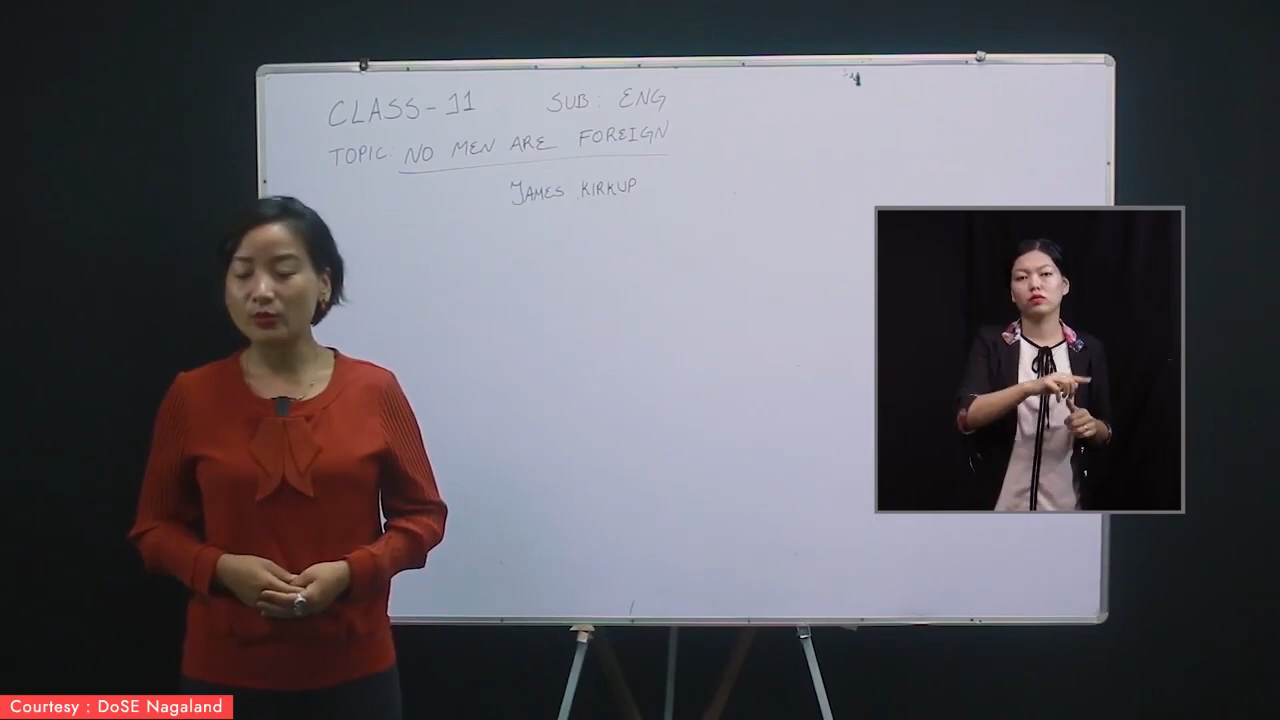 CLASS-11 SUB: ENG
TOPIC: NO MEN ARE FOREIGN
JAMES KIRKUP
Courtesy : DoSE Nagaland